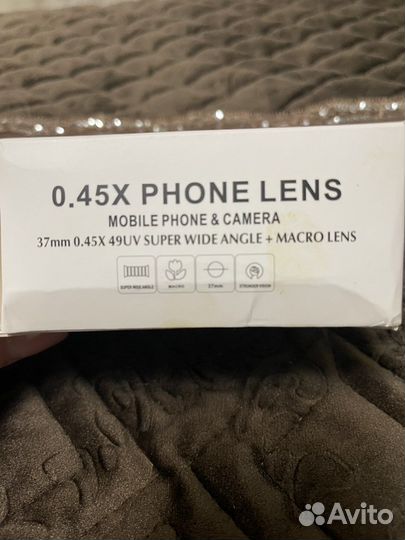 0.45X PHONE LENS
MOBILE PHONE & CAMERA
37mm 0.45X 49UV SUPER WIDE ANGLE + MACRO LENS
SUPER WIDE ANGLE MACRO 37mm STRONGER VISION
Avito